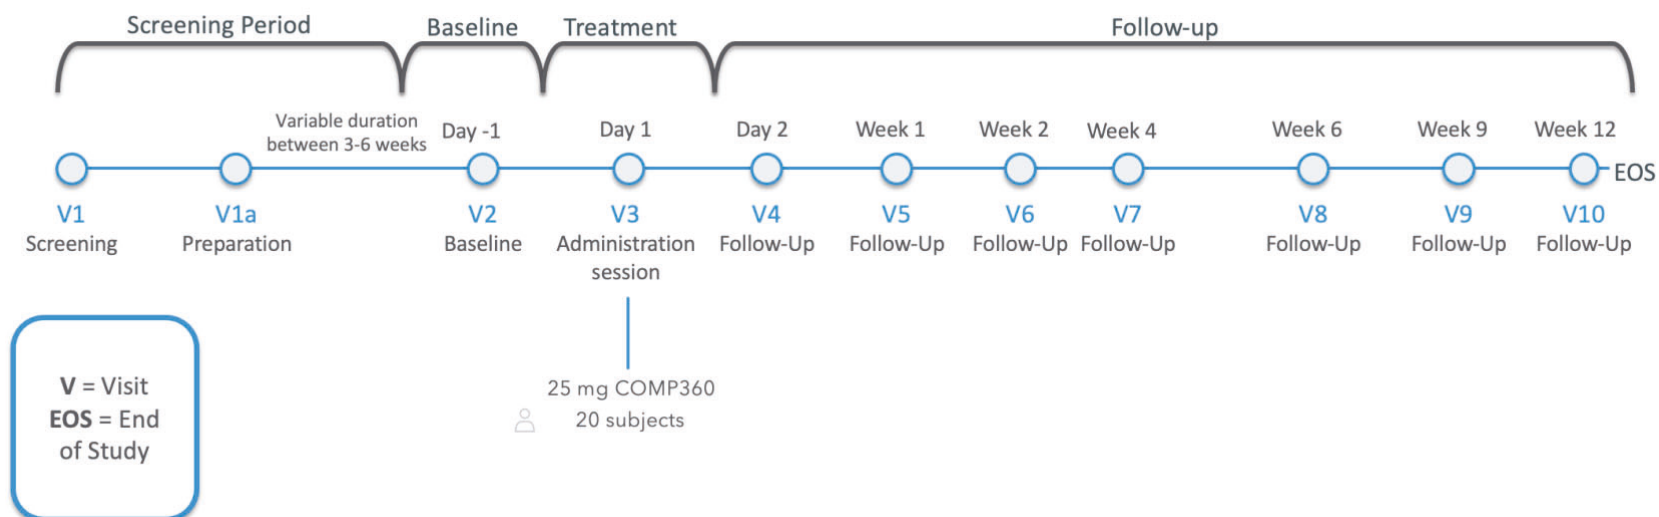 Screening Period
Baseline
Treatment
Follow-up
Variable duration
between 3-6 weeks
Day -1
Day 1
Day 2
Week 1
Week 2
Week 4
Week 6
Week 9
Week 12
EOS
V1
V1a
V2
V3
V4
V5
V6
V7
V8
V9
V10
Screening
Preparation
Baseline
Administration
session
Follow-Up
Follow-Up
Follow-Up
Follow-Up
Follow-Up
Follow-Up
Follow-Up
25 mg COMP360
20 subjects
V = Visit
EOS = End
of Study